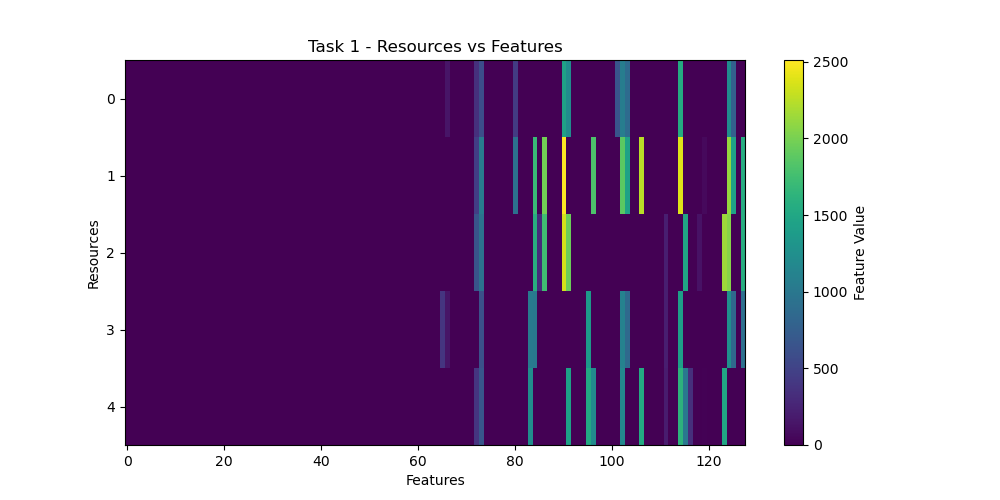 Task 1 - Resources vs Features
Resources
0
1
2
3
4
0 20 40 60 80 100 120
Features
2500
2000
1500
1000
500
0
Feature Value